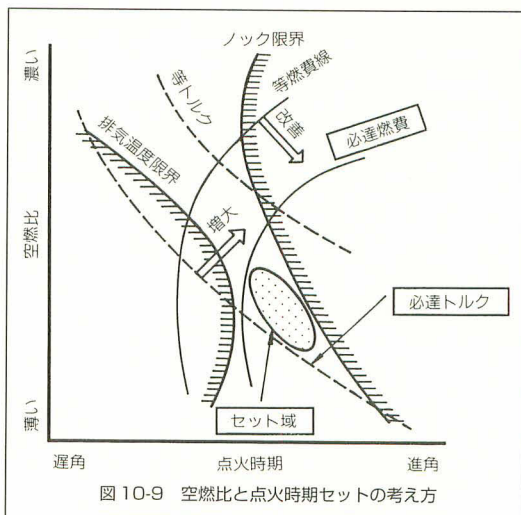 ノック限界
濃い
等トルク
等燃費線
改善
必達燃費
排気温度限界
増大
空燃比
必達トルク
セット域
薄い
遅角
点火時期
進角
図 10-9 空燃比と点火時期セットの考え方